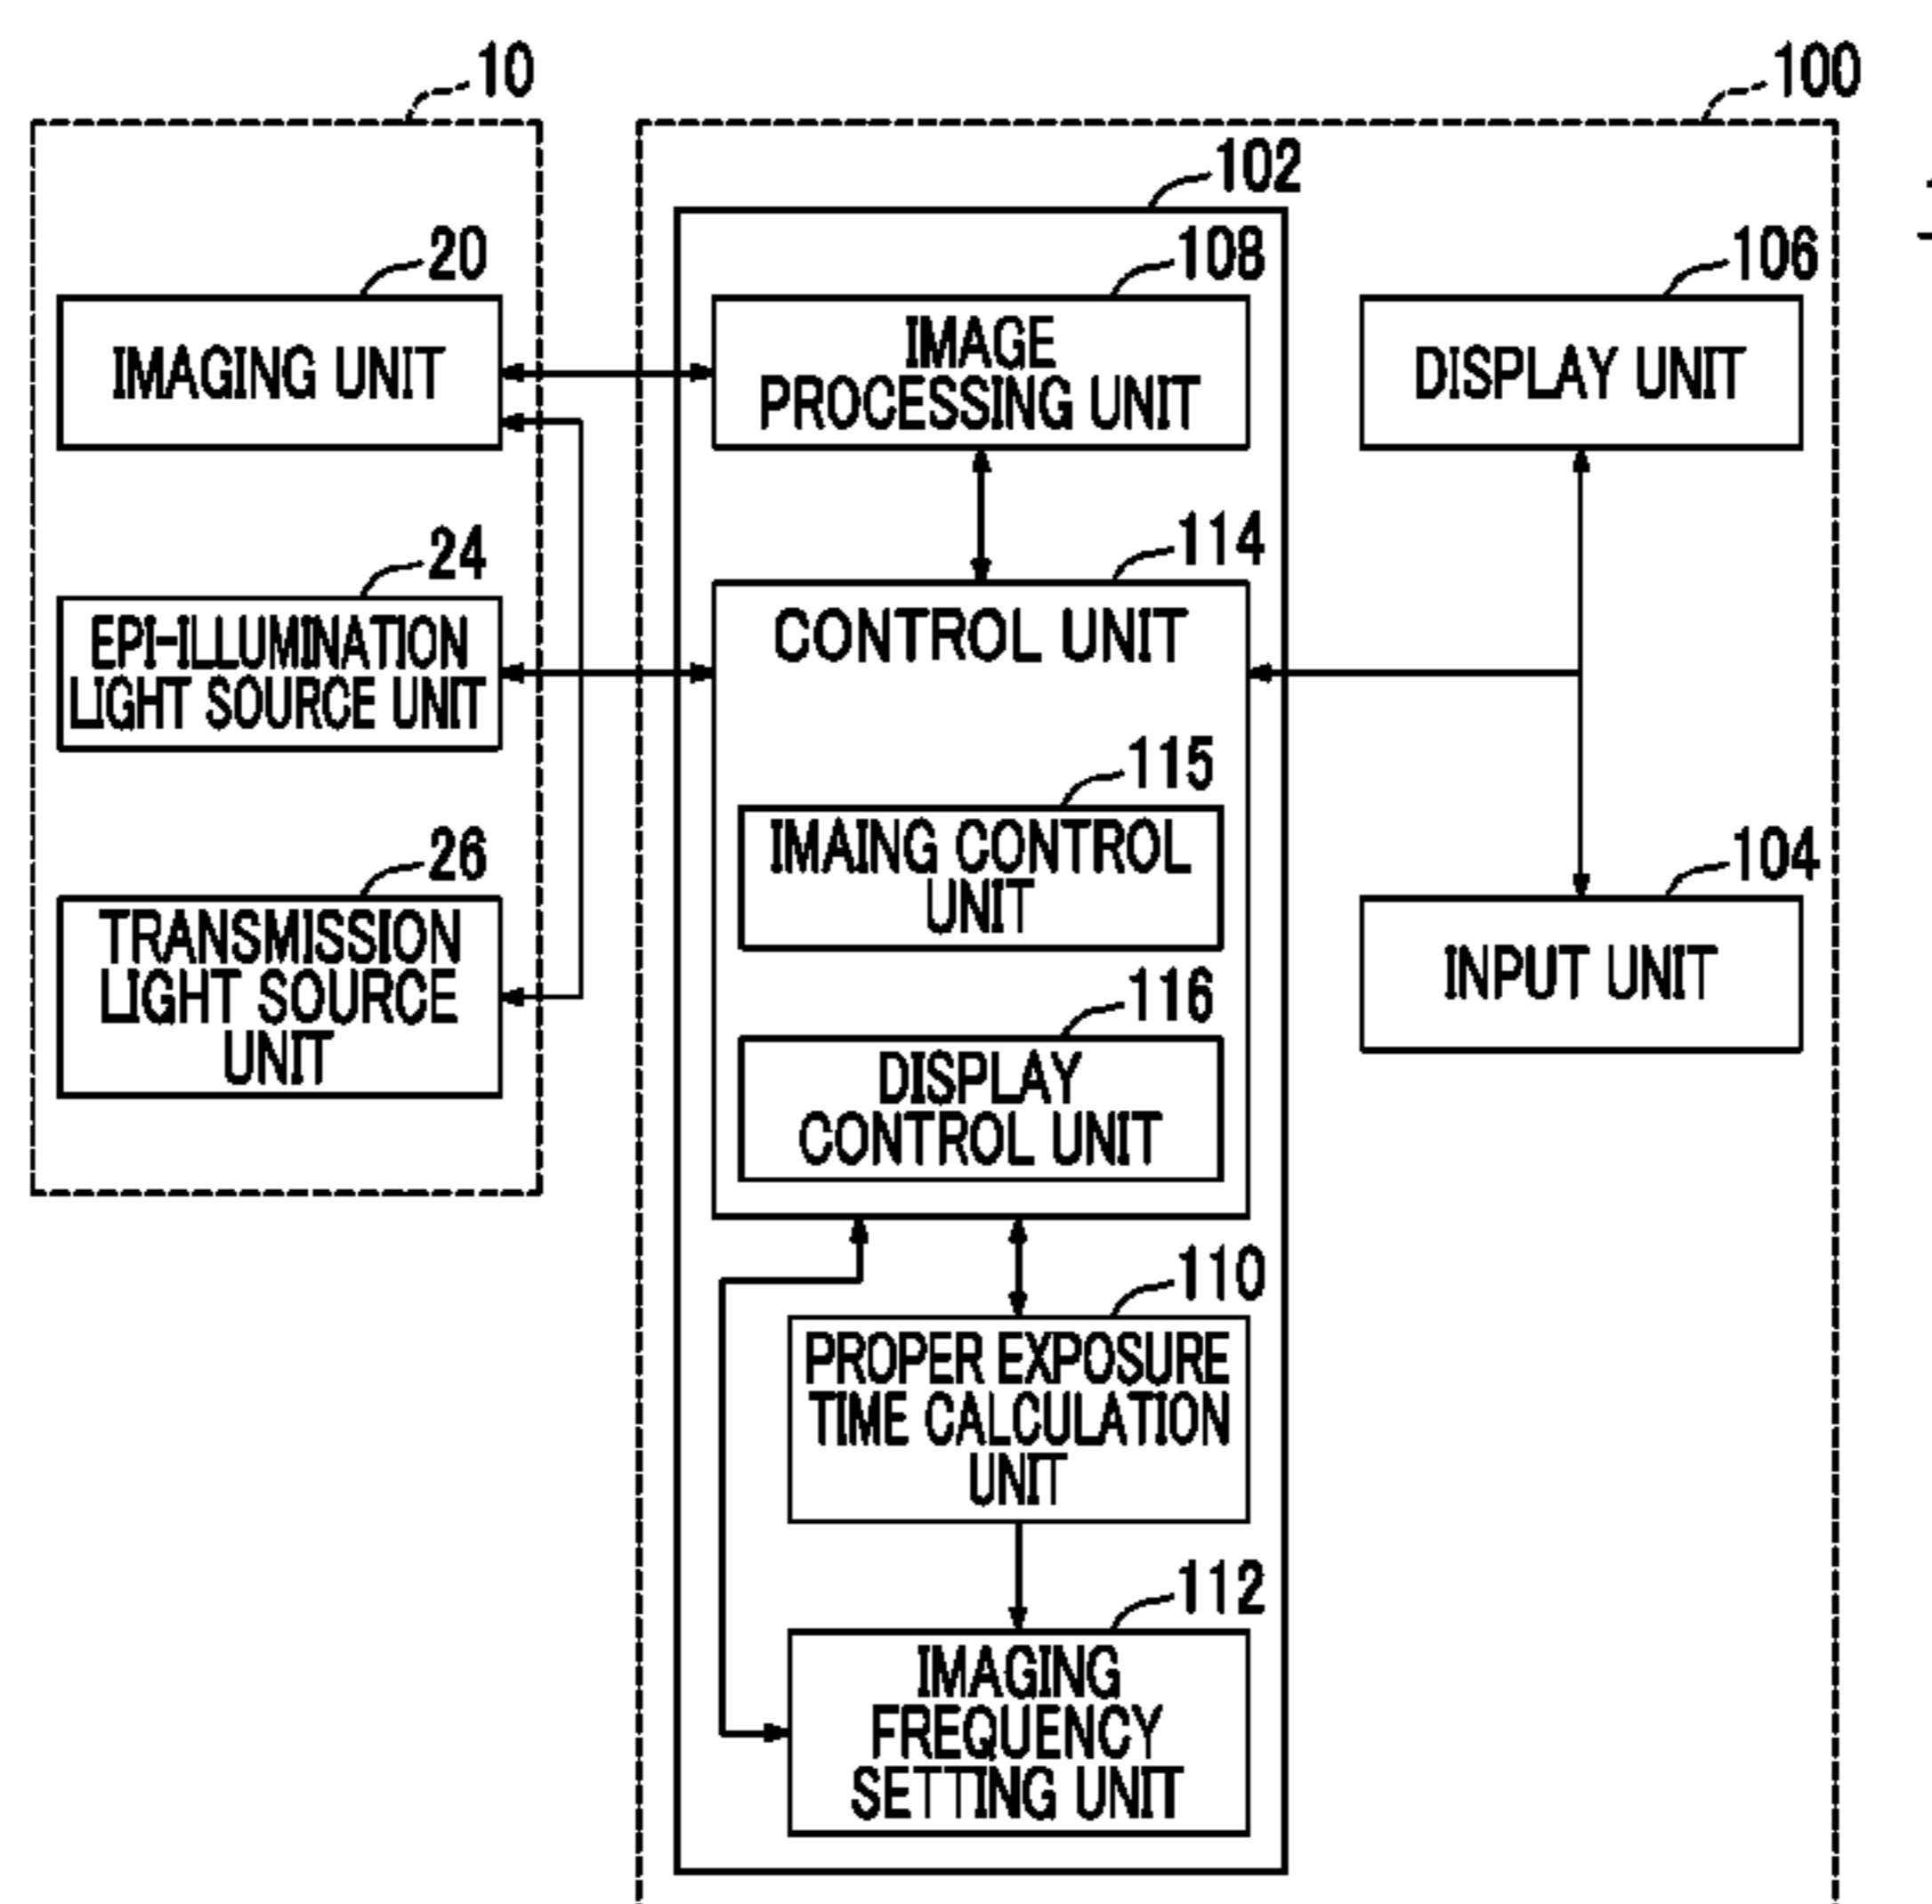 10
100
102
20
IMAGING UNIT
108
IMAGE
PROCESSING UNIT
106
DISPLAY UNIT
24
EPI-ILLUMINATION
LIGHT SOURCE UNIT
114
CONTROL UNIT
115
IMAING CONTROL
UNIT
26
TRANSMISSION
LIGHT SOURCE
UNIT
104
INPUT UNIT
116
DISPLAY
CONTROL UNIT
110
PROPER EXPOSURE
TIME CALCULATION
UNIT
112
IMAGING
FREQUENCY
SETTING UNIT